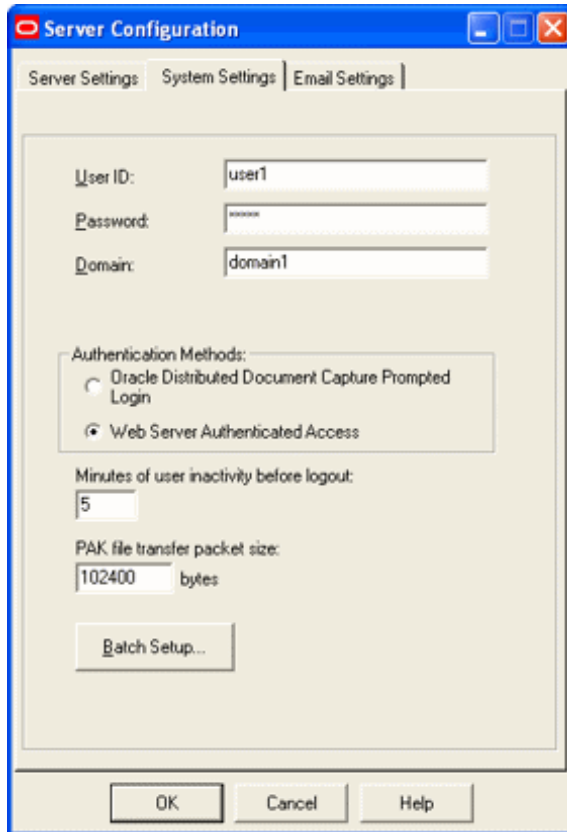 Server Configuration
Server Settings System Settings Email Settings
User ID: user1
Password: *****
Domain: domain1
Authentication Methods:
Oracle Distributed Document Capture Prompted
Login
Web Server Authenticated Access
Minutes of user inactivity before logout:
5
PAK file transfer packet size:
102400 bytes
Batch Setup...
OK Cancel Help